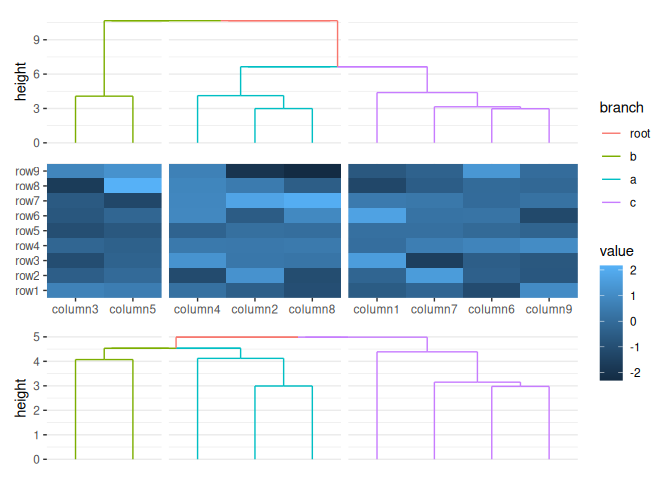 height
9
6
3
0
row9
row8
row7
row6
row5
row4
row3
row2
row1
column3 column5 column4 column2 column8 column1 column7 column6 column9
height
5
4
3
2
1
0
branch
root
b
a
c
value
2
1
0
-1
-2